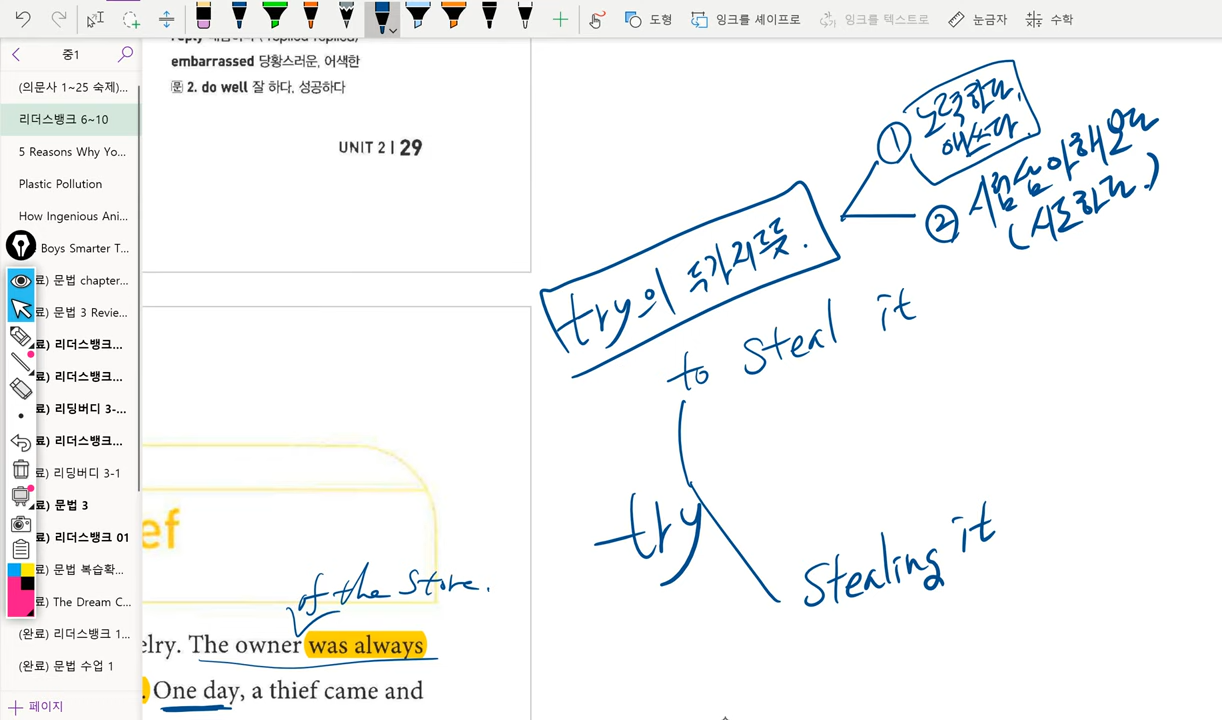 도형
잉크를 셰이프로
잉크를 텍스트로
눈금자
수학
중1
(의문사 1~25 숙제)...
리더스뱅크 6~10
5 Reasons Why Yo...
Plastic Pollution
How Ingenious Ani...
Boys Smarter T...
료) 문법 chapter...
료) 문법 3 Revie...
료) 리더스뱅크...
료) 리더스뱅크...
료) 리딩버디 3-...
료) 리더스뱅크...
료) 리딩버디 3-1
료) 문법 3
료) 리더스뱅크 01
료) 문법 복습확...
료) The Dream C...
(완료) 리더스뱅크 1...
(완료) 문법 수업 1
페이지
embarrassed 당황스러운, 어색한
문 2. do well 잘 하다, 성공하다
UNIT 2 | 29
try의 두가지 뜻.
① 노력한다,
애쓰다
② 시험삼아 해보다
(시도한다.)
to steal it
try
stealing it
ef
of the store.
elry. The owner was always
One day, a thief came and